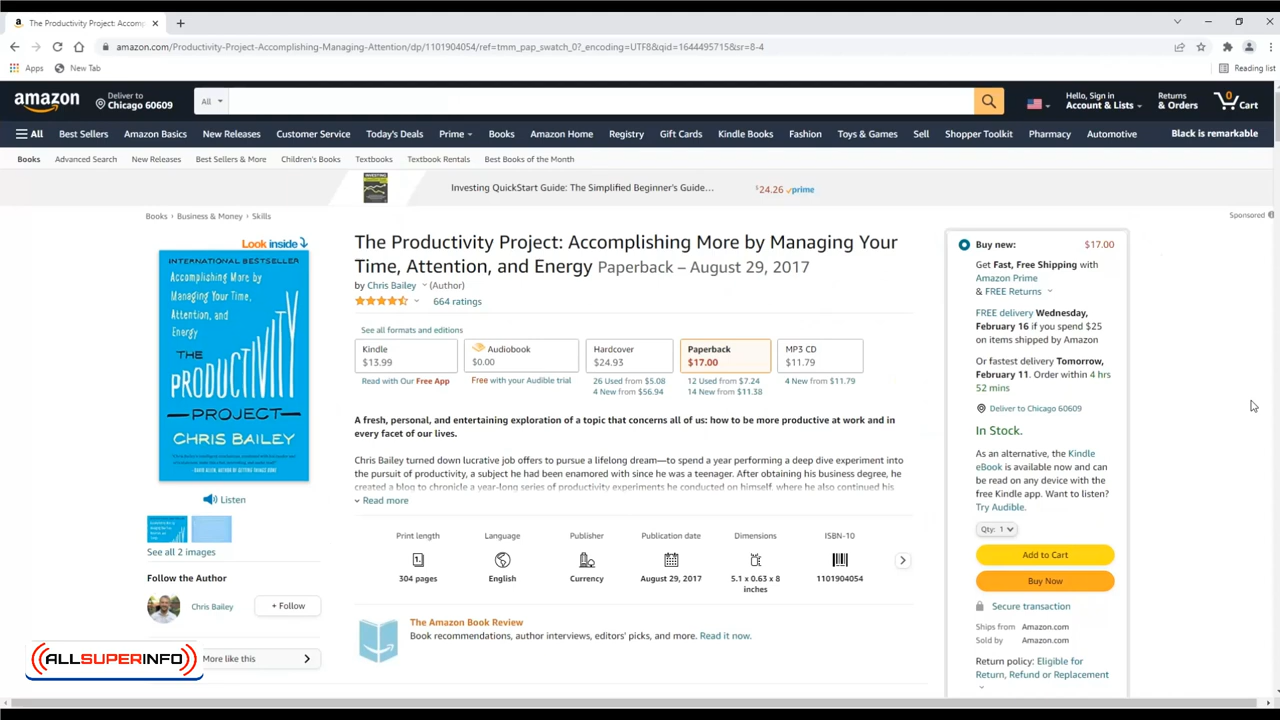 The Productivity Project: Accomp
amazon.com/Productivity-Project-Accomplishing-Managing-Attention/dp/1101904054/ref=tmm_pap_swatch_0?_encoding=UTF8&qid=1644495715&sr=8-4
Apps New Tab Reading list
amazon Deliver to Chicago 60609 All Hello, Sign in Account & Lists Returns & Orders 0 Cart
All Best Sellers Amazon Basics New Releases Customer Service Today's Deals Prime Books Amazon Home Registry Gift Cards Kindle Books Fashion Toys & Games Sell Shopper Toolkit Pharmacy Automotive Black is remarkable
Books Advanced Search New Releases Best Sellers & More Children's Books Textbooks Textbook Rentals Best Books of the Month
Investing QuickStart Guide: The Simplified Beginner's Guide... $24.26 prime
Sponsored
Books › Business & Money › Skills
Look inside
INTERNATIONAL BESTSELLER
Accomplishing More by
Managing Your Time,
Attention, and
Energy
THE
PRODUCTIVITY
PROJECT
CHRIS BAILEY
Listen
See all 2 images
Follow the Author
Chris Bailey + Follow
More like this
ALLSUPERINFO
The Productivity Project: Accomplishing More by Managing Your
Time, Attention, and Energy Paperback – August 29, 2017
by Chris Bailey (Author)
664 ratings
See all formats and editions
Kindle Audiobook Hardcover Paperback MP3 CD
$13.99 $0.00 $24.93 $17.00 $11.79
Read with Our Free App Free with your Audible trial 26 Used from $5.08 12 Used from $7.24 4 New from $11.79
4 New from $56.94 14 New from $11.38
A fresh, personal, and entertaining exploration of a topic that concerns all of us: how to be more productive at work and in
every facet of our lives.
Chris Bailey turned down lucrative job offers to pursue a lifelong dream—to spend a year performing a deep dive experiment into
the pursuit of productivity, a subject he had been enamored with since he was a teenager. After obtaining his business degree, he
created a blog to chronicle a year-long series of productivity experiments he conducted on himself, where he also continued his
Read more
Print length Language Publisher Publication date Dimensions ISBN-10
304 pages English Currency August 29, 2017 5.1 x 0.63 x 8 1101904054
inches
The Amazon Book Review
Book recommendations, author interviews, editors' picks, and more. Read it now.
Buy new: $17.00
Get Fast, Free Shipping with
Amazon Prime
& FREE Returns
FREE delivery Wednesday,
February 16 if you spend $25
on items shipped by Amazon
Or fastest delivery Tomorrow,
February 11. Order within 4 hrs
52 mins
Deliver to Chicago 60609
In Stock.
As an alternative, the Kindle
eBook is available now and can
be read on any device with the
free Kindle app. Want to listen?
Try Audible.
Qty: 1
Add to Cart
Buy Now
Secure transaction
Ships from Amazon.com
Sold by Amazon.com
Return policy: Eligible for
Return, Refund or Replacement